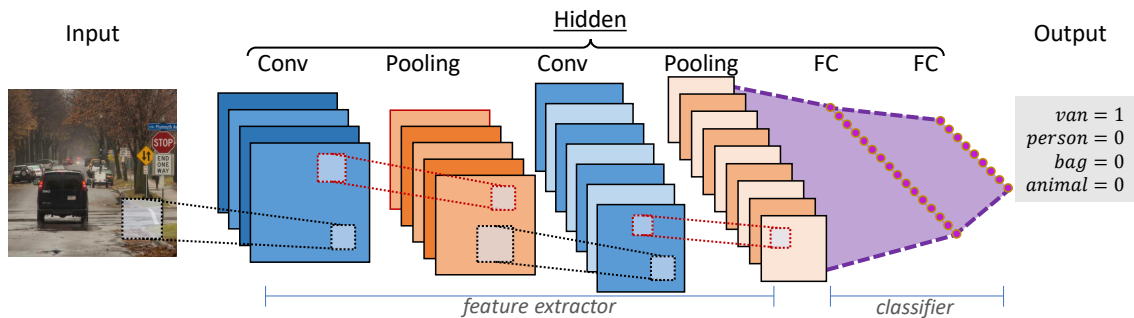 Hidden
Input
Output
Conv
Pooling
Conv
Pooling
FC
FC
STOP
END
ONE
WAY
van = 1
person = 0
bag = 0
animal = 0
feature extractor
classifier